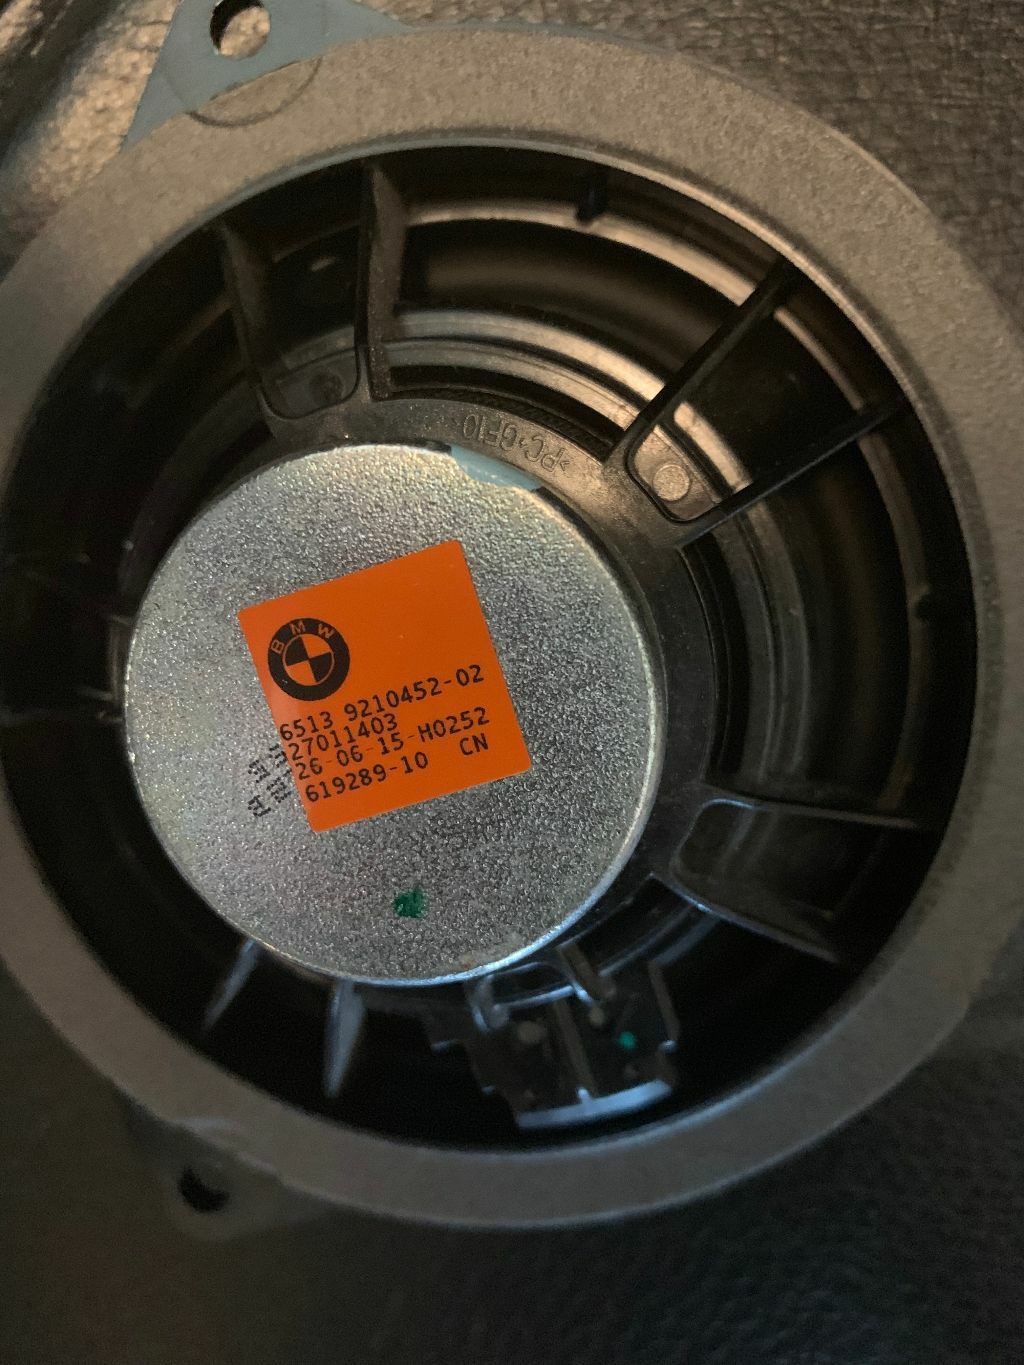 >PC+GF10<
BMW
6513 9210452-02
27011403
26-06-15-H0252
619289-10 CN